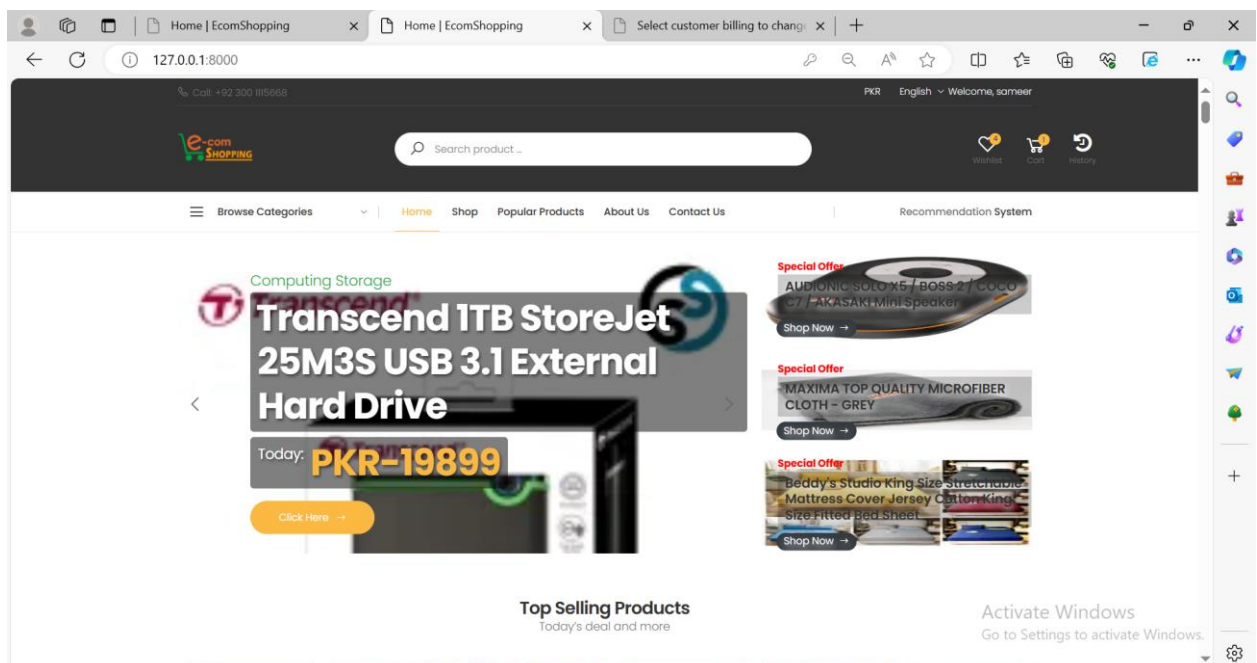 Home | EcomShopping
Home | EcomShopping
Select customer billing to chang
127.0.0.1:8000
Call: +92 300 1115668
PKR English Welcome, sameer
e-com
SHOPPING
Search product ...
4
1
Wishlist Cart History
Browse Categories
Home Shop Popular Products About Us Contact Us
Recommendation System
Computing Storage
Transcend
Transcend 1TB StoreJet
25M3S USB 3.1 External
Hard Drive
Today: PKR-19899
Click Here →
Special Offer
AUDIONIC SOLO X5 / BOSS 2 / COCO
C7 / AKASAKI Mini Speaker
Shop Now →
Special Offer
MAXIMA TOP QUALITY MICROFIBER
CLOTH - GREY
Shop Now →
Special Offer
Beddy's Studio King Size Stretchable
Mattress Cover Jersey Cotton King
Size Fitted Bed Sheet
Shop Now →
Top Selling Products
Today's deal and more
Activate Windows
Go to Settings to activate Windows.